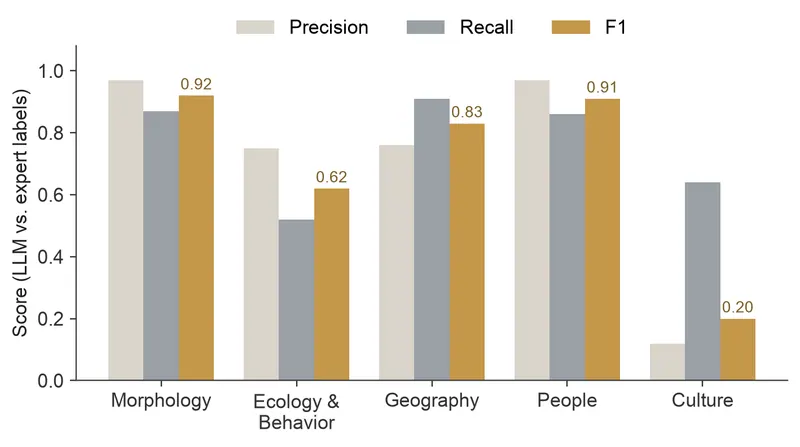 Precision Recall F1
Score (LLM vs. expert labels)
1.0
0.8
0.6
0.4
0.2
0.0
0.92
0.62
0.83
0.91
0.20
Morphology
Ecology &
Behavior
Geography
People
Culture